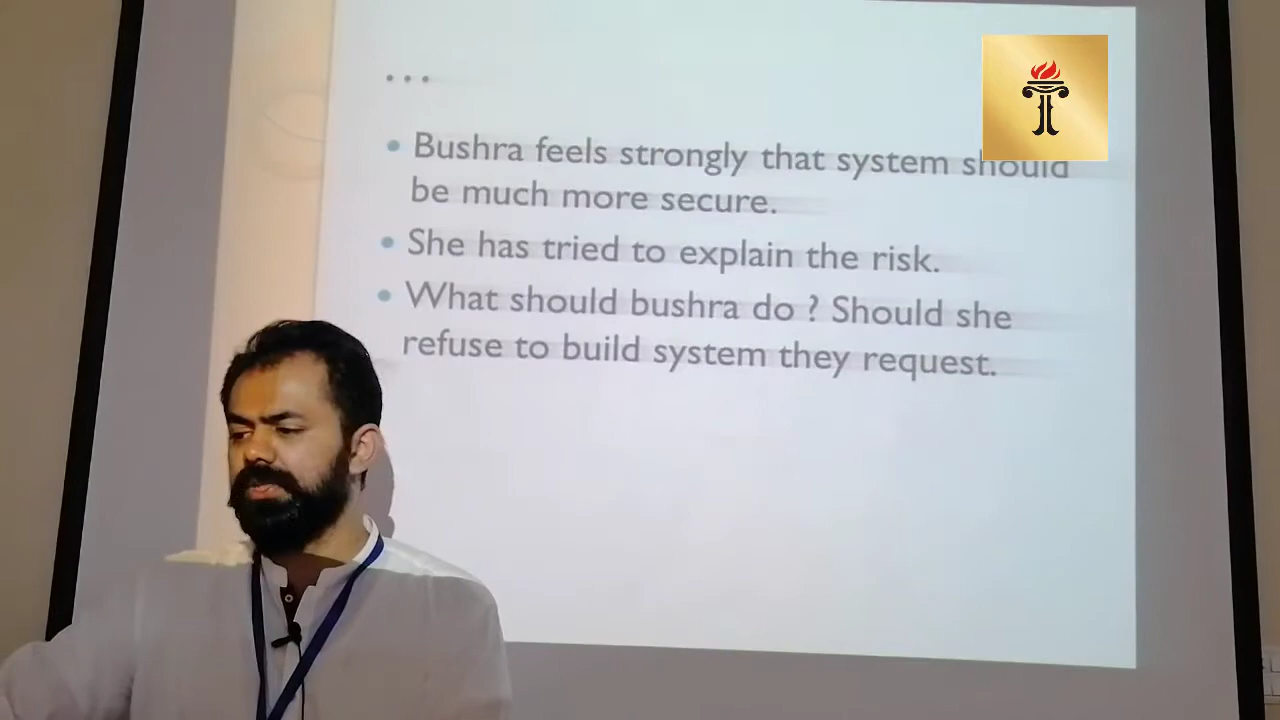 ...
Bushra feels strongly that system should
be much more secure.
She has tried to explain the risk.
What should bushra do ? Should she
refuse to build system they request.